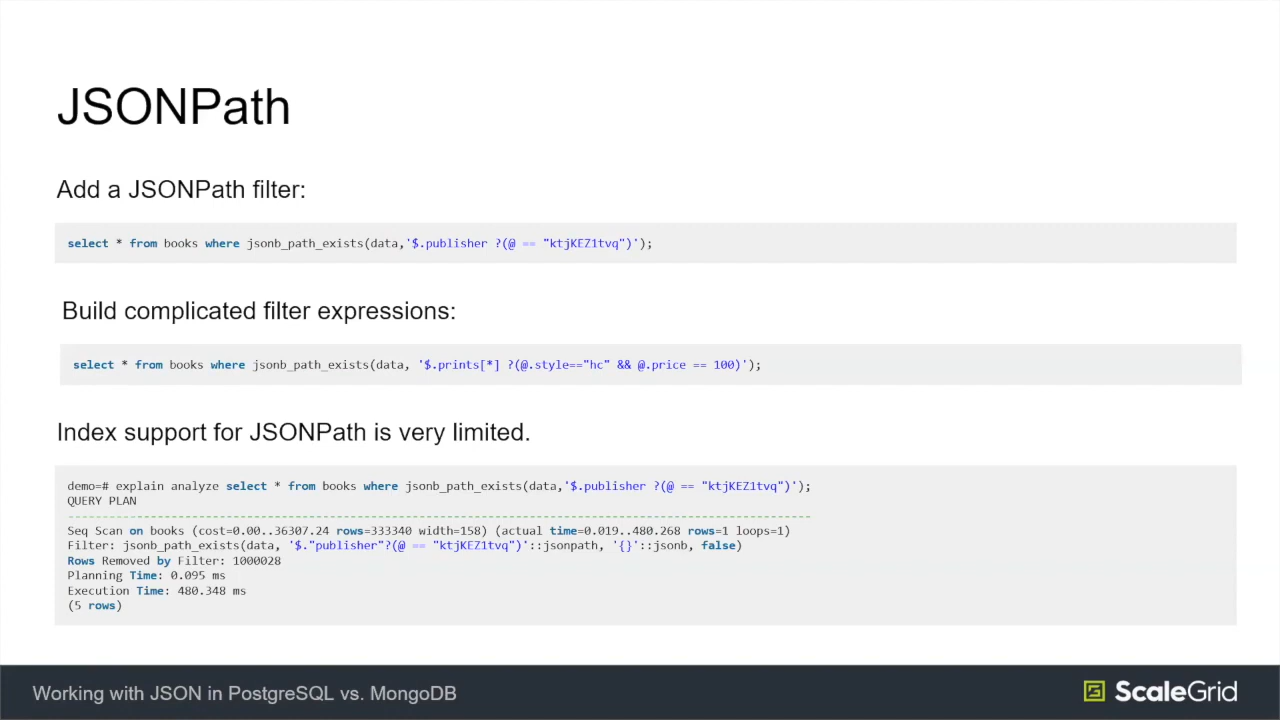 JSONPath
Add a JSONPath filter:
select * from books where jsonb_path_exists(data,'$.publisher ?(@ == "ktjKEZ1tvq")');
Build complicated filter expressions:
select * from books where jsonb_path_exists(data, '$.prints[*] ?(@.style=="hc" && @.price == 100)');
Index support for JSONPath is very limited.
demo=# explain analyze select * from books where jsonb_path_exists(data,'$.publisher ?(@ == "ktjKEZ1tvq")');
QUERY PLAN
------------------------------------------------------------------------------------------------------------
Seq Scan on books (cost=0.00..36307.24 rows=333340 width=158) (actual time=0.019..480.268 rows=1 loops=1)
Filter: jsonb_path_exists(data, '$."publisher"?(@ == "ktjKEZ1tvq")'::jsonpath, '{}'::jsonb, false)
Rows Removed by Filter: 1000028
Planning Time: 0.095 ms
Execution Time: 480.348 ms
(5 rows)
Working with JSON in PostgreSQL vs. MongoDB
ScaleGrid